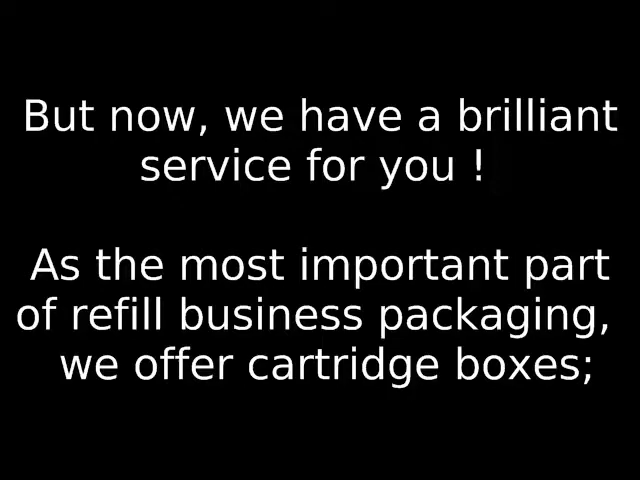 But now, we have a brilliant
service for you !
As the most important part
of refill business packaging,
we offer cartridge boxes;